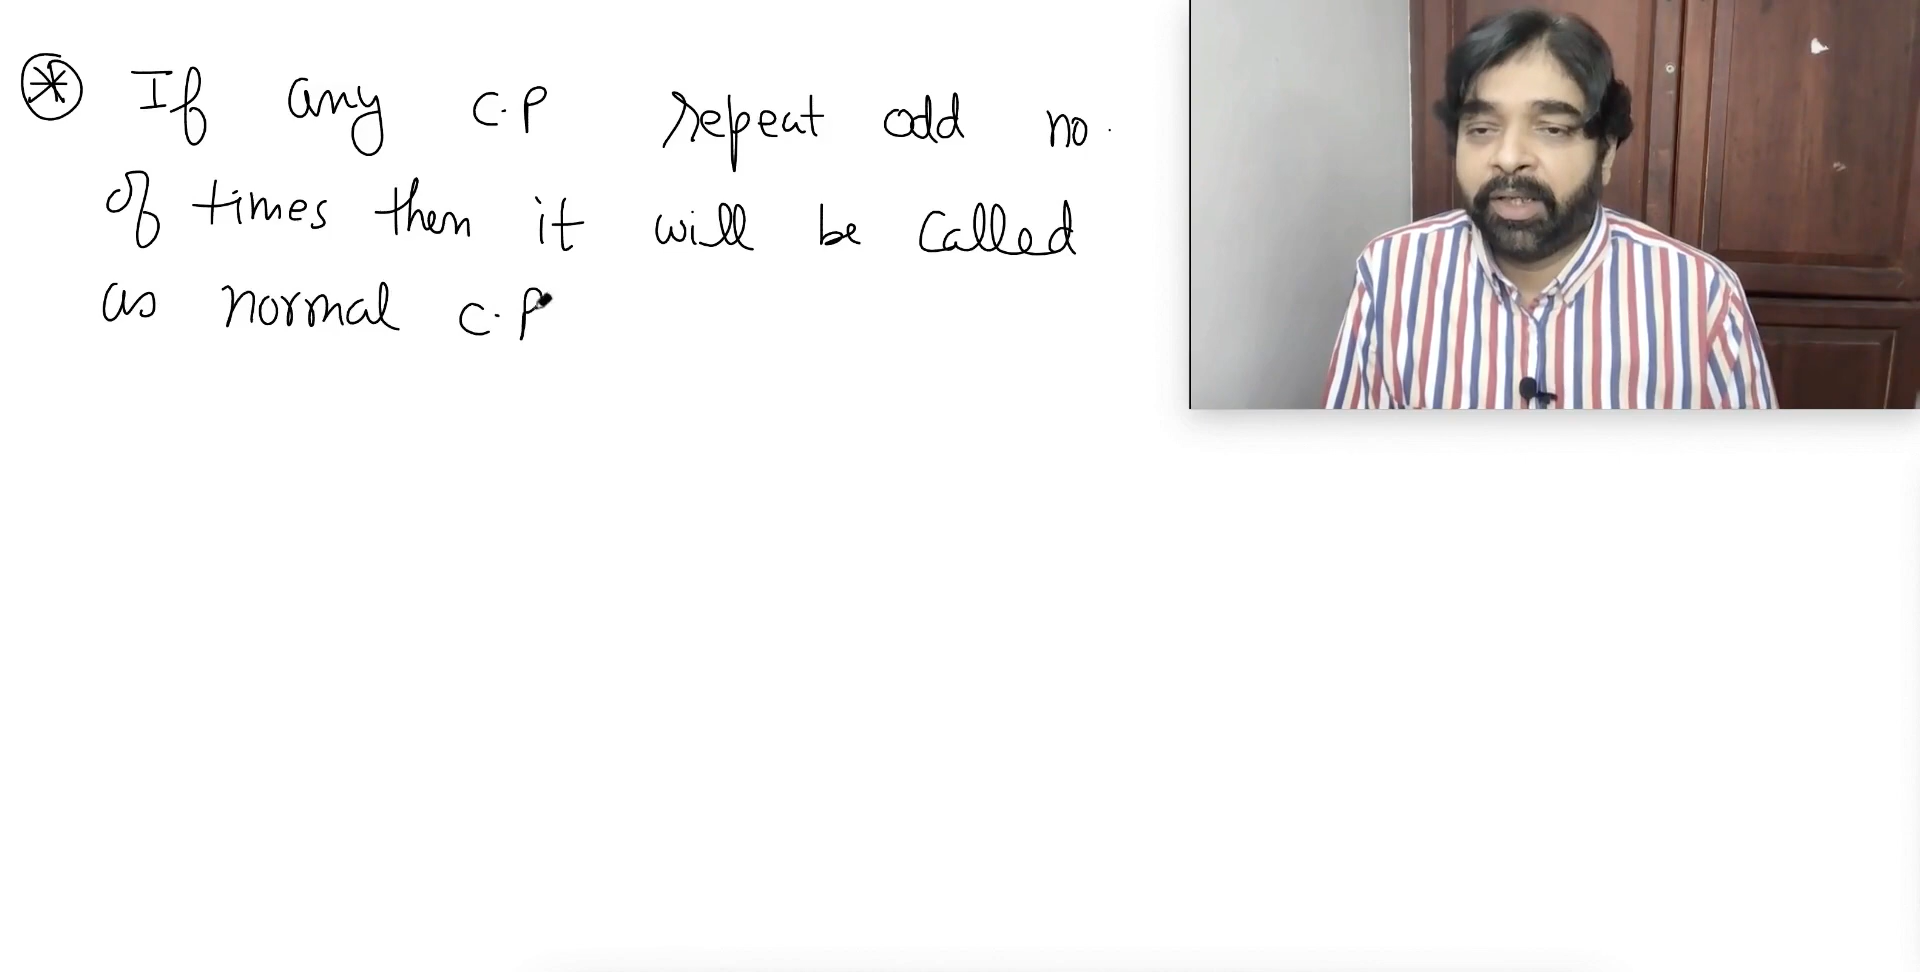 If any C.P repeat odd no.
of times then it will be called
as normal C.P